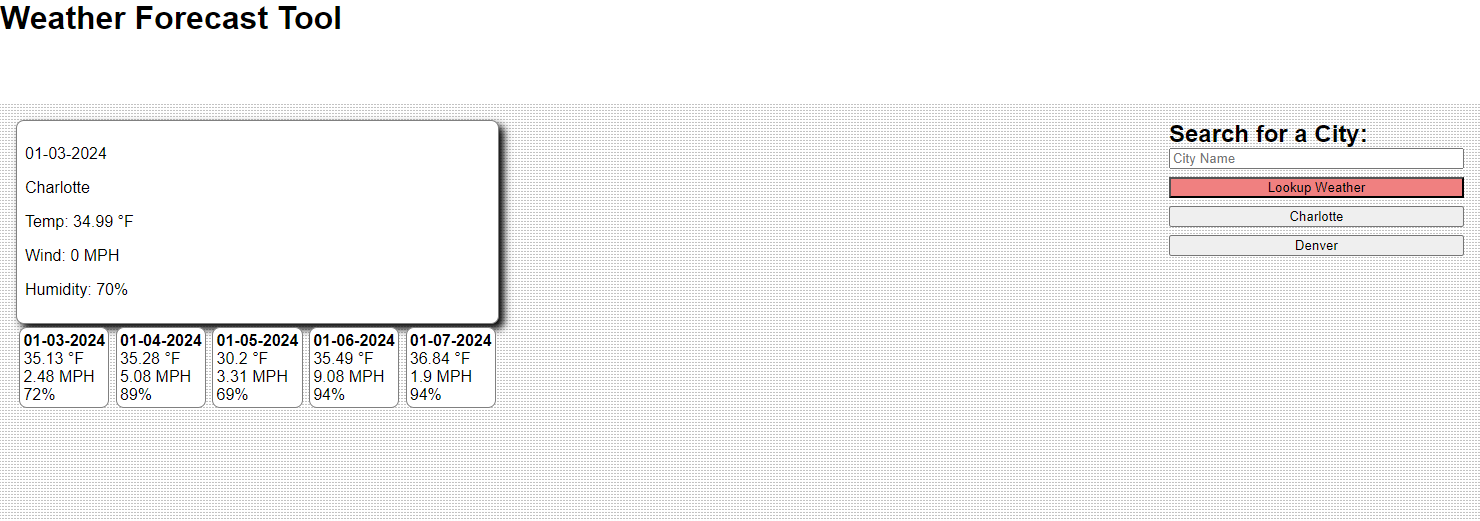 Weather Forecast Tool
01-03-2024
Charlotte
Temp: 34.99 °F
Wind: 0 MPH
Humidity: 70%
01-03-2024
35.13 °F
2.48 MPH
72%
01-04-2024
35.28 °F
5.08 MPH
89%
01-05-2024
30.2 °F
3.31 MPH
69%
01-06-2024
35.49 °F
9.08 MPH
94%
01-07-2024
36.84 °F
1.9 MPH
94%
Search for a City:
City Name
Lookup Weather
Charlotte
Denver